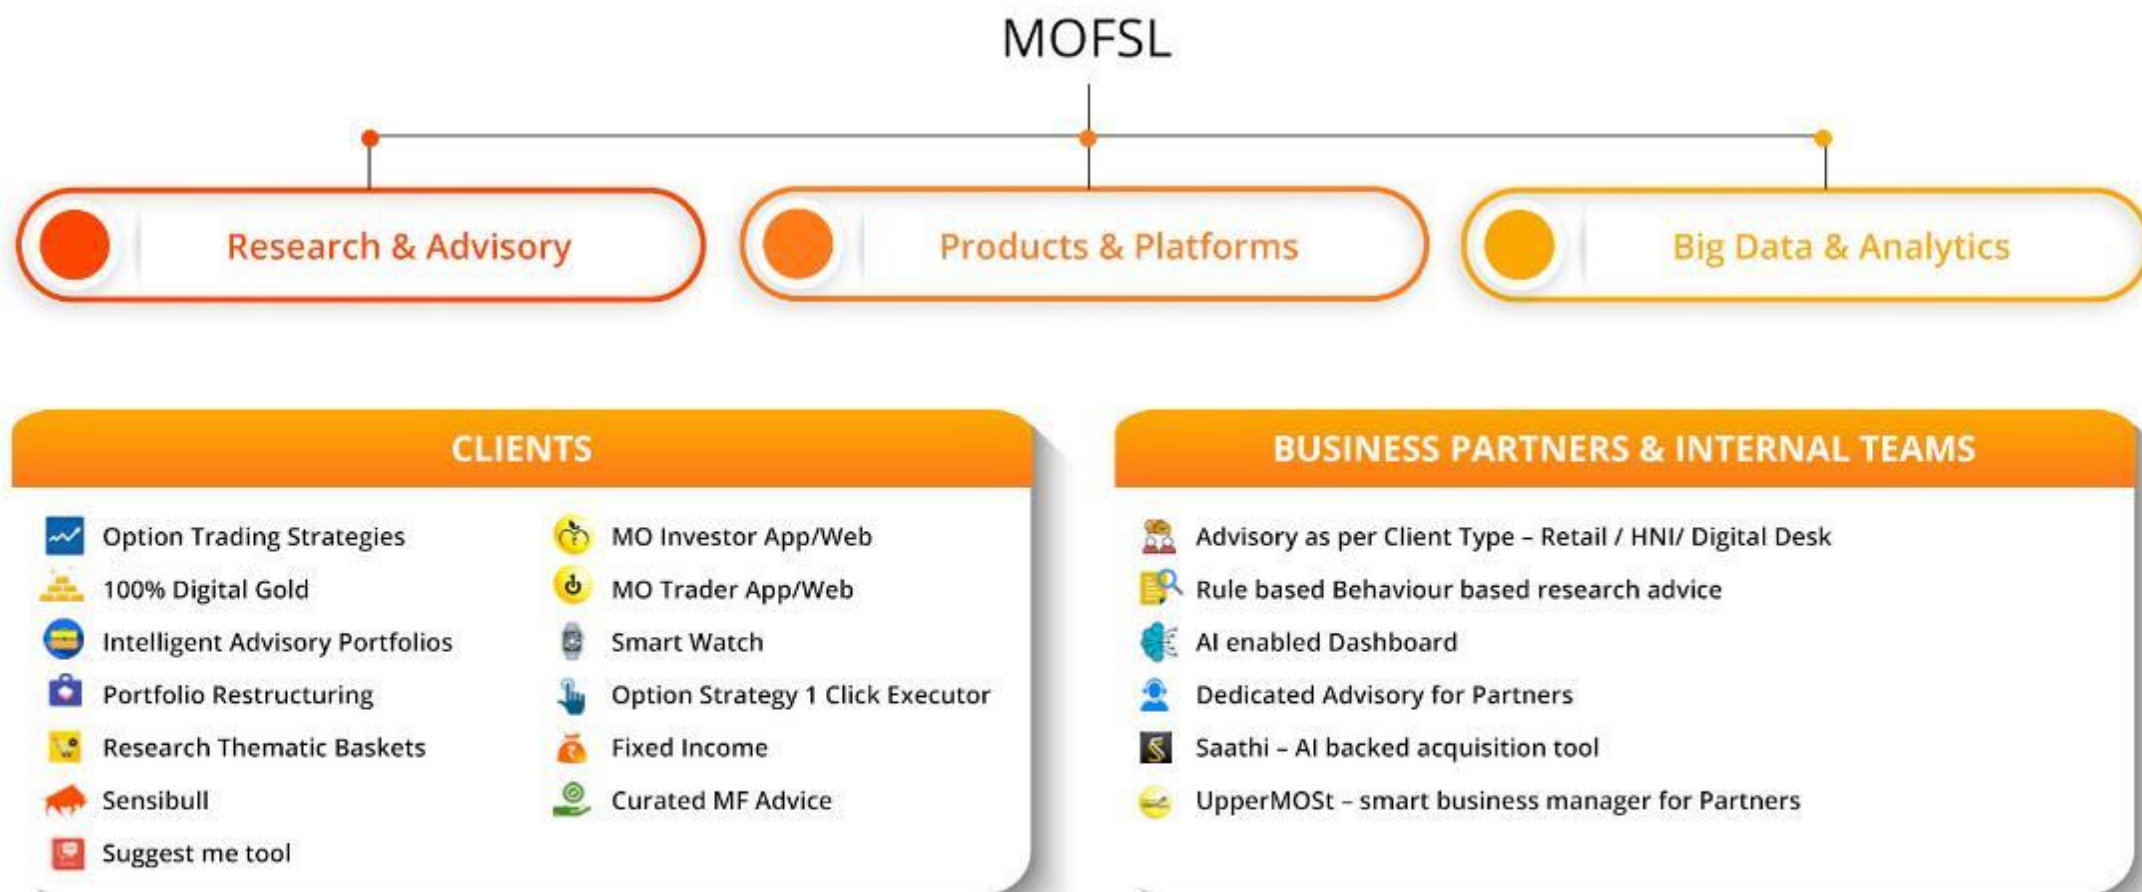 MOFSL
Research & Advisory
Products & Platforms
Big Data & Analytics
CLIENTS
Option Trading Strategies
100% Digital Gold
Intelligent Advisory Portfolios
Portfolio Restructuring
Research Thematic Baskets
Sensibull
Suggest me tool
MO Investor App/Web
MO Trader App/Web
Smart Watch
Option Strategy 1 Click Executor
Fixed Income
Curated MF Advice
BUSINESS PARTNERS & INTERNAL TEAMS
Advisory as per Client Type – Retail / HNI/ Digital Desk
Rule based Behaviour based research advice
AI enabled Dashboard
Dedicated Advisory for Partners
Saathi – AI backed acquisition tool
UpperMOSt – smart business manager for Partners